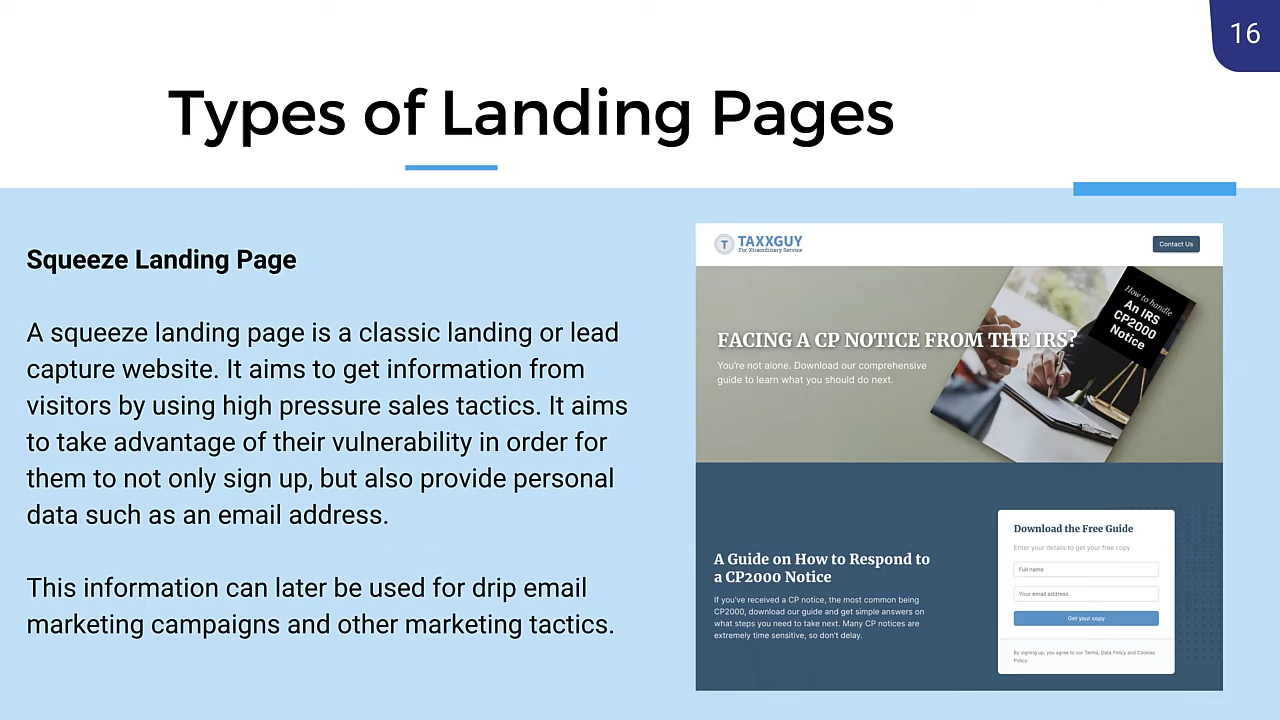 16
Types of Landing Pages
Squeeze Landing Page
A squeeze landing page is a classic landing or lead
capture website. It aims to get information from
visitors by using high pressure sales tactics. It aims
to take advantage of their vulnerability in order for
them to not only sign up, but also provide personal
data such as an email address.
This information can later be used for drip email
marketing campaigns and other marketing tactics.
T TAXXGUY
For Xtraordinary Service
Contact Us
How to handle
An IRS
CP2000
Notice
FACING A CP NOTICE FROM THE IRS?
You're not alone. Download our comprehensive
guide to learn what you should do next.
A Guide on How to Respond to
a CP2000 Notice
If you've received a CP notice, the most common being
CP2000, download our guide and get simple answers on
what steps you need to take next. Many CP notices are
extremely time sensitive, so don't delay.
Download the Free Guide
Enter your details to get your free copy
Full name
Your email address
Get your copy
By signing up, you agree to our Terms, Data Policy and Cookies
Policy.